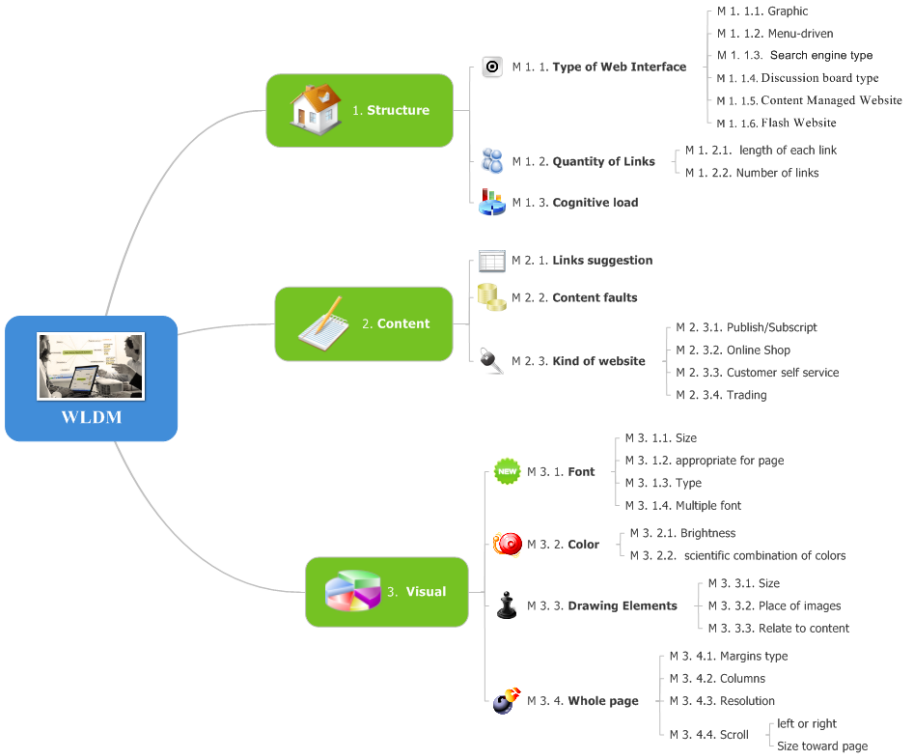 WLDM
1. Structure
M 1. 1. Type of Web Interface
M 1. 1.1. Graphic
M 1. 1.2. Menu-driven
M 1. 1.3. Search engine type
M 1. 1.4. Discussion board type
M 1. 1.5. Content Managed Website
M 1. 1.6. Flash Website
M 1. 2. Quantity of Links
M 1. 2.1. length of each link
M 1. 2.2. Number of links
M 1. 3. Cognitive load
2. Content
M 2. 1. Links suggestion
M 2. 2. Content faults
M 2. 3. Kind of website
M 2. 3.1. Publish/Subscript
M 2. 3.2. Online Shop
M 2. 3.3. Customer self service
M 2. 3.4. Trading
3. Visual
NEW
M 3. 1. Font
M 3. 1.1. Size
M 3. 1.2. appropriate for page
M 3. 1.3. Type
M 3. 1.4. Multiple font
M 3. 2. Color
M 3. 2.1. Brightness
M 3. 2.2. scientific combination of colors
M 3. 3. Drawing Elements
M 3. 3.1. Size
M 3. 3.2. Place of images
M 3. 3.3. Relate to content
M 3. 4. Whole page
M 3. 4.1. Margins type
M 3. 4.2. Columns
M 3. 4.3. Resolution
M 3. 4.4. Scroll
left or right
Size toward page